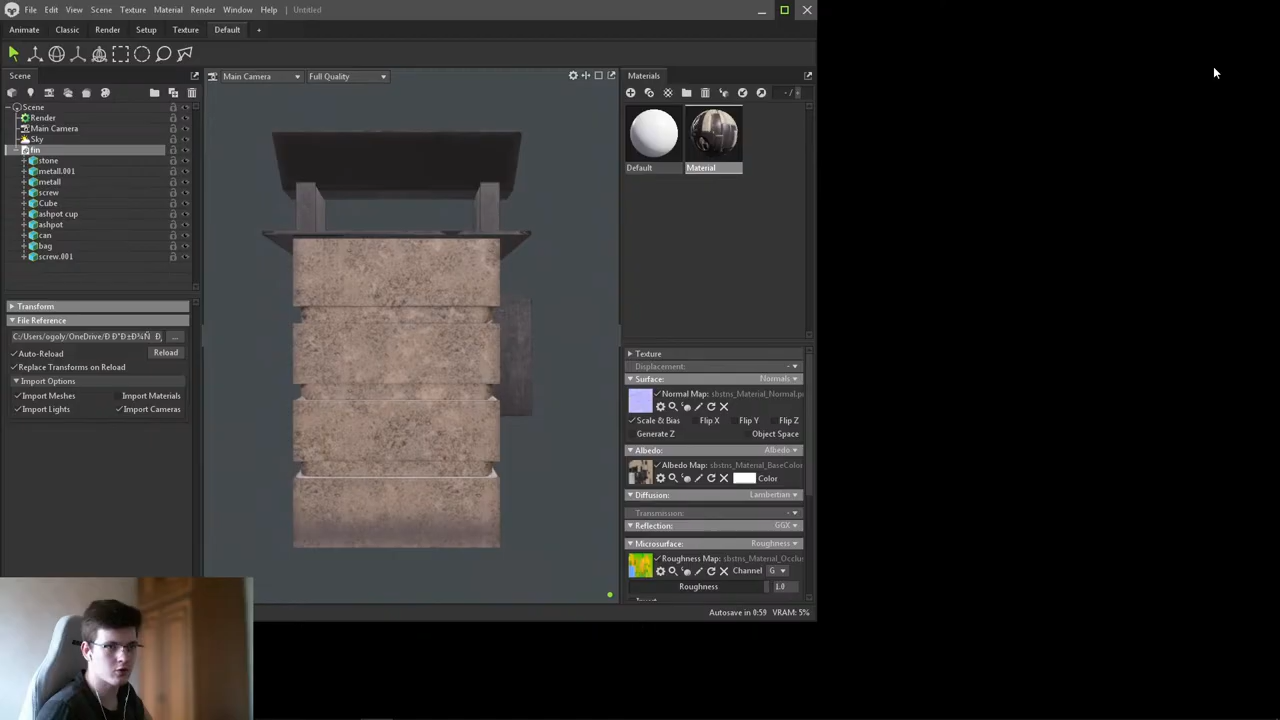 File Edit View Scene Texture Material Render Window Help Untitled
Animate Classic Render Setup Texture Default +
Scene
Scene
Render
Main Camera
Sky
fin
stone
metall.001
metall
screw
Cube
ashpot cup
ashpot
can
bag
screw.001
Transform
File Reference
...
Auto-Reload Reload
Replace Transforms on Reload
Import Options
Import Meshes Import Materials
Import Lights Import Cameras
Main Camera Full Quality
Materials
- / -
Default Material
Texture
Displacement: -
Surface: Normals
Normal Map: sbstns_Material_Normal.p
Scale & Bias Flip X Flip Y Flip Z
Generate Z Object Space
Albedo: Albedo
Albedo Map: sbstns_Material_BaseColor
Color
Diffusion: Lambertian
Transmission: -
Reflection: GGX
Microsurface: Roughness
Roughness Map: sbstns_Material_Occlu
Channel G
Roughness 1.0
Invert
Autosave in 0:59 VRAM: 5%